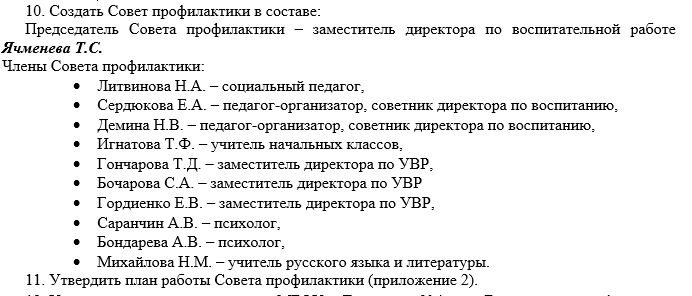 10. Создать Совет профилактики в составе:
Председатель Совета профилактики – заместитель директора по воспитательной работе
Ячменева Т.С.
Члены Совета профилактики:
• Литвинова Н.А. – социальный педагог,
• Сердюкова Е.А. – педагог-организатор, советник директора по воспитанию,
• Демина Н.В. – педагог-организатор, советник директора по воспитанию,
• Игнатова Т.Ф. – учитель начальных классов,
• Гончарова Т.Д. – заместитель директора по УВР,
• Бочарова С.А. – заместитель директора по УВР
• Гордиенко Е.В. – заместитель директора по УВР,
• Саранчин А.В. – психолог,
• Бондарева А.В. – психолог,
• Михайлова Н.М. – учитель русского языка и литературы.
11. Утвердить план работы Совета профилактики (приложение 2).